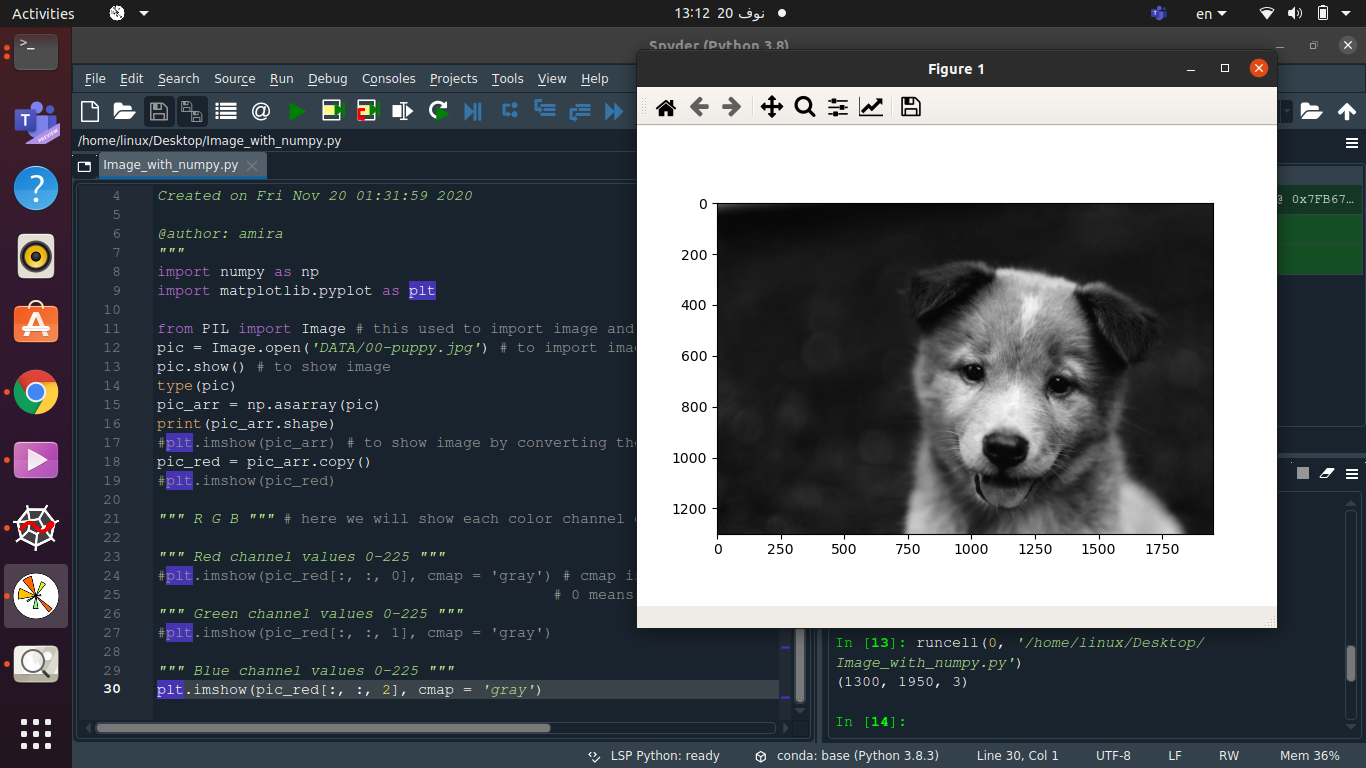 Activities
13:12 20 نوف
en
Spyder (Python 3.8)
File Edit Search Source Run Debug Consoles Projects Tools View Help
/home/linux/Desktop/Image_with_numpy.py
Image_with_numpy.py
4 Created on Fri Nov 20 01:31:59 2020
5
6 @author: amira
7 """
8 import numpy as np
9 import matplotlib.pyplot as plt
10
11 from PIL import Image # this used to import image and
12 pic = Image.open('DATA/00-puppy.jpg') # to import
13 pic.show() # to show image
14 type(pic)
15 pic_arr = np.asarray(pic)
16 print(pic_arr.shape)
17 #plt.imshow(pic_arr) # to show image by converting
18 pic_red = pic_arr.copy()
19 #plt.imshow(pic_red)
20
21 """ R G B """ # here we will show each color channel
22
23 """ Red channel values 0-225 """
24 #plt.imshow(pic_red[:, :, 0], cmap = 'gray') # cmap
25 # 0 means
26 """ Green channel values 0-225 """
27 #plt.imshow(pic_red[:, :, 1], cmap = 'gray')
28
29 """ Blue channel values 0-225 """
30 plt.imshow(pic_red[:, :, 2], cmap = 'gray')
Figure 1
0
200
400
600
800
1000
1200
0 250 500 750 1000 1250 1500 1750
@ 0x7FB67…
In [13]: runcell(0, '/home/linux/Desktop/
Image_with_numpy.py')
(1300, 1950, 3)
In [14]:
LSP Python: ready conda: base (Python 3.8.3) Line 30, Col 1 UTF-8 LF RW Mem 36%